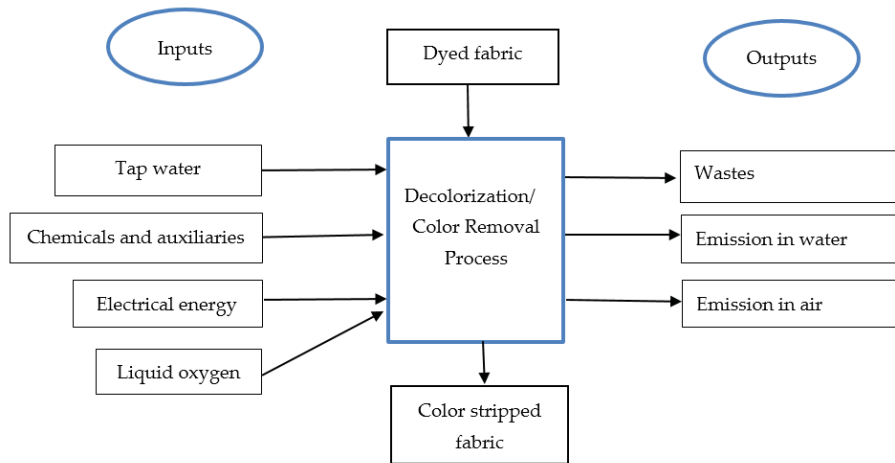 Inputs
Dyed fabric
Outputs
Tap water
Chemicals and auxiliaries
Electrical energy
Liquid oxygen
Decolorization/
Color Removal
Process
Wastes
Emission in water
Emission in air
Color stripped
fabric